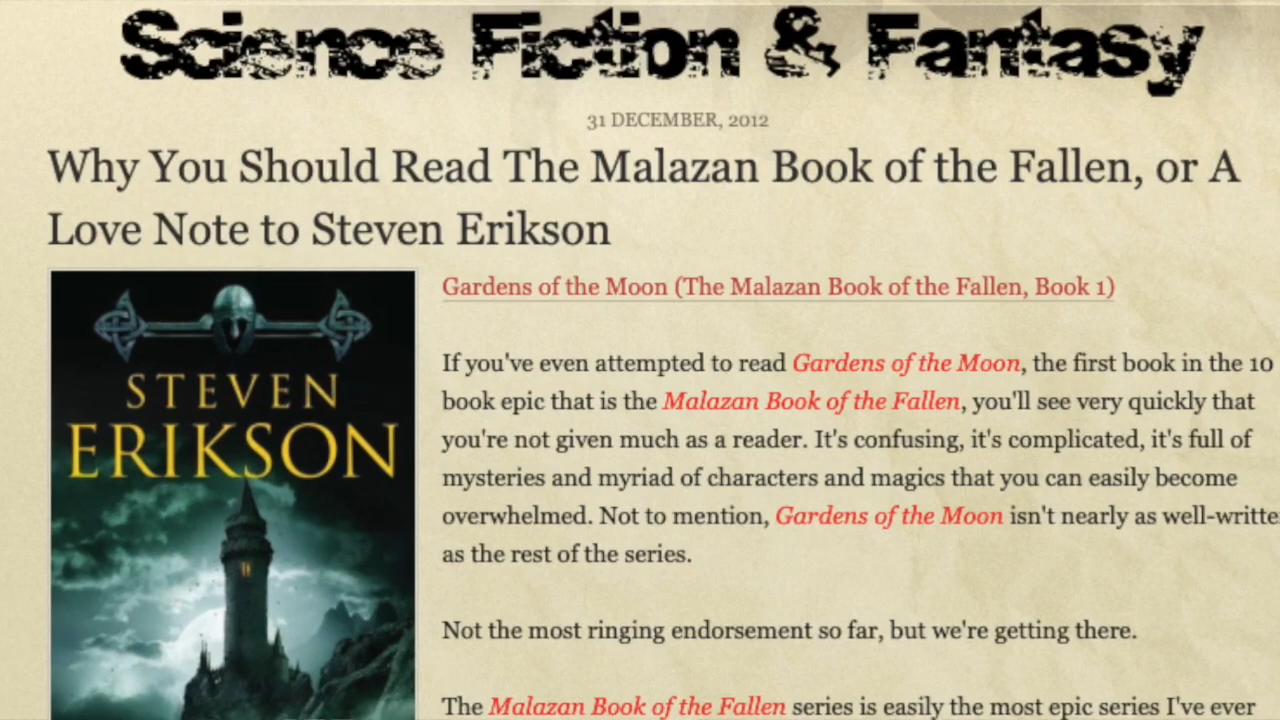 Science Fiction & Fantasy
31 DECEMBER, 2012
Why You Should Read The Malazan Book of the Fallen, or A
Love Note to Steven Erikson
STEVEN
ERIKSON
Gardens of the Moon (The Malazan Book of the Fallen, Book 1)
If you've even attempted to read Gardens of the Moon, the first book in the 10
book epic that is the Malazan Book of the Fallen, you'll see very quickly that
you're not given much as a reader. It's confusing, it's complicated, it's full of
mysteries and myriad of characters and magics that you can easily become
overwhelmed. Not to mention, Gardens of the Moon isn't nearly as well-writte
as the rest of the series.
Not the most ringing endorsement so far, but we're getting there.
The Malazan Book of the Fallen series is easily the most epic series I've ever